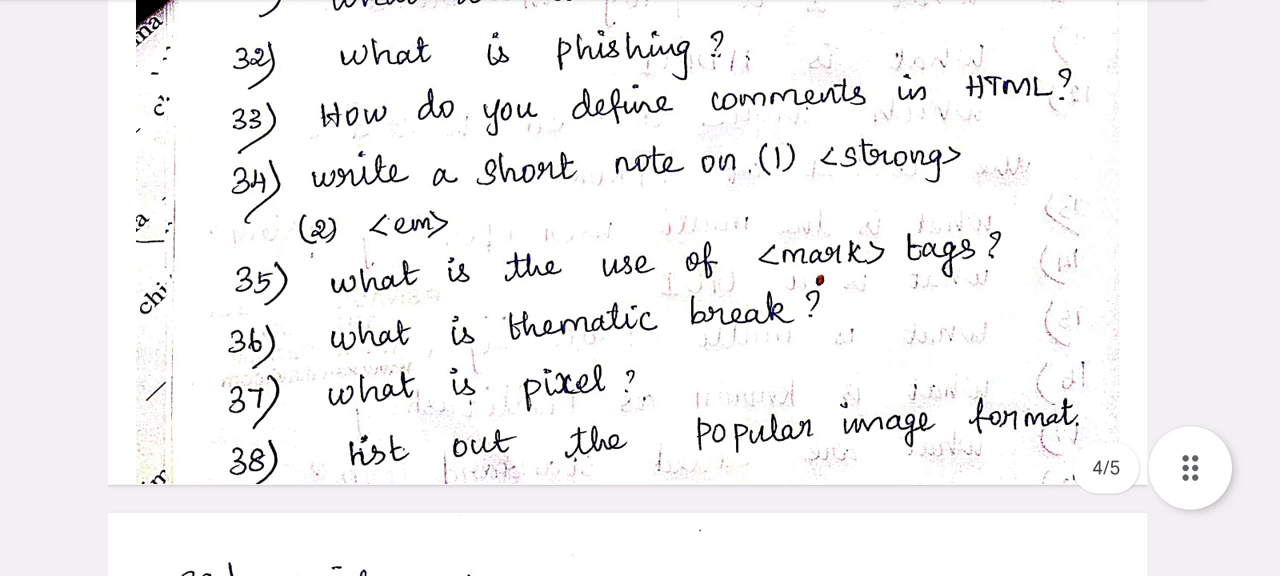 32) what is phishing?
33) How do you define comments in HTML?
34) write a short note on (1) <strong>
(2) <em>
35) what is the use of <mark> tags?
36) what is thematic break?
37) what is pixel?
38) list out the popular image format.
4/5